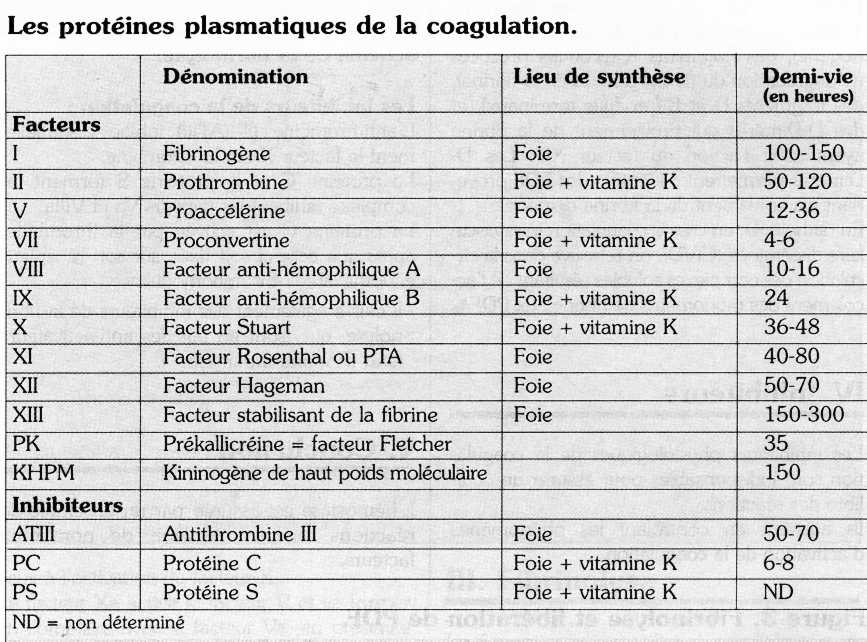 Les protéines plasmatiques de la coagulation.
Dénomination Lieu de synthèse Demi-vie
(en heures)
Facteurs
I Fibrinogène Foie 100-150
II Prothrombine Foie + vitamine K 50-120
V Proaccélérine Foie 12-36
VII Proconvertine Foie + vitamine K 4-6
VIII Facteur anti-hémophilique A Foie 10-16
IX Facteur anti-hémophilique B Foie + vitamine K 24
X Facteur Stuart Foie + vitamine K 36-48
XI Facteur Rosenthal ou PTA Foie 40-80
XII Facteur Hageman Foie 50-70
XIII Facteur stabilisant de la fibrine Foie 150-300
PK Prékallicréine = facteur Fletcher 35
KHPM Kininogène de haut poids moléculaire 150
Inhibiteurs
ATIII Antithrombine III Foie 50-70
PC Protéine C Foie + vitamine K 6-8
PS Protéine S Foie + vitamine K ND
ND = non déterminé